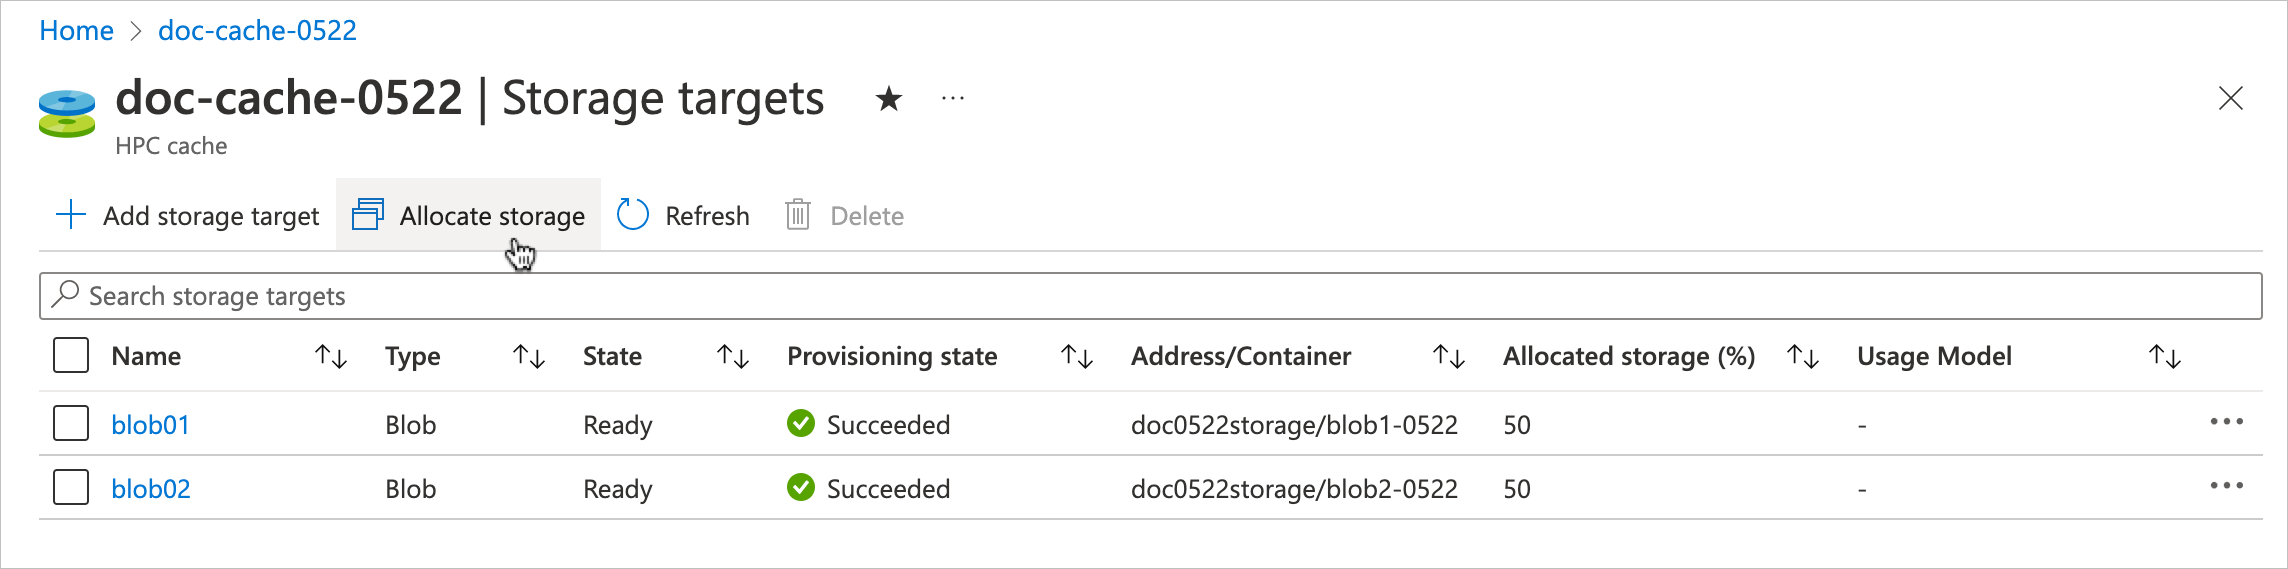 Home > doc-cache-0522
doc-cache-0522 | Storage targets
HPC cache
Add storage target Allocate storage Refresh Delete
Search storage targets
Name Type State Provisioning state Address/Container Allocated storage (%) Usage Model
blob01 Blob Ready Succeeded doc0522storage/blob1-0522 50 -
blob02 Blob Ready Succeeded doc0522storage/blob2-0522 50 -